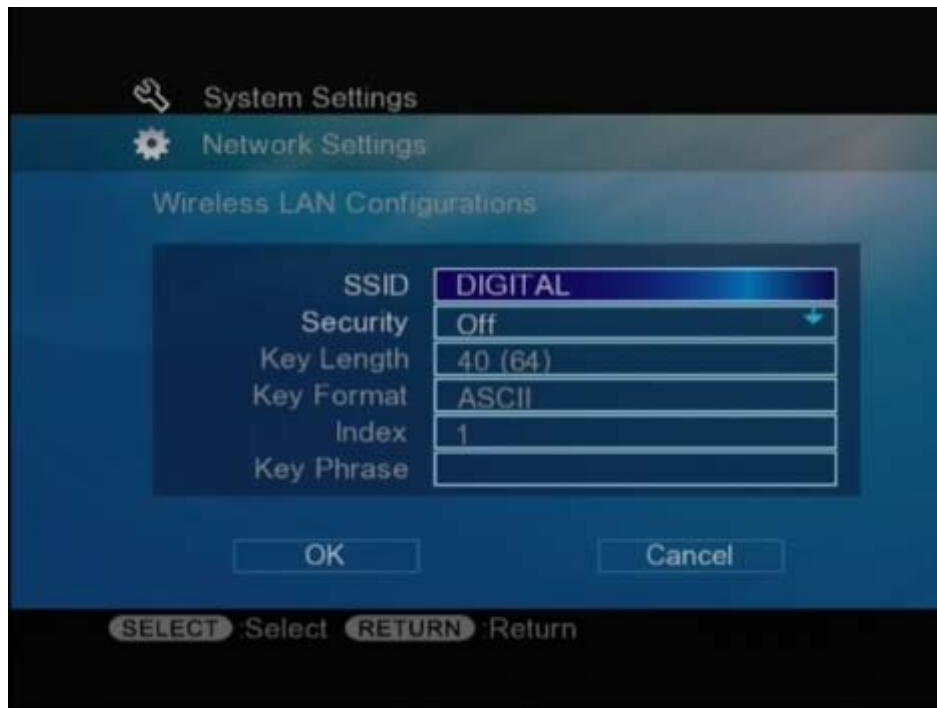 System Settings
Network Settings
Wireless LAN Configurations
SSID DIGITAL
Security Off
Key Length 40 (64)
Key Format ASCII
Index 1
Key Phrase
OK Cancel
SELECT :Select RETURN :Return